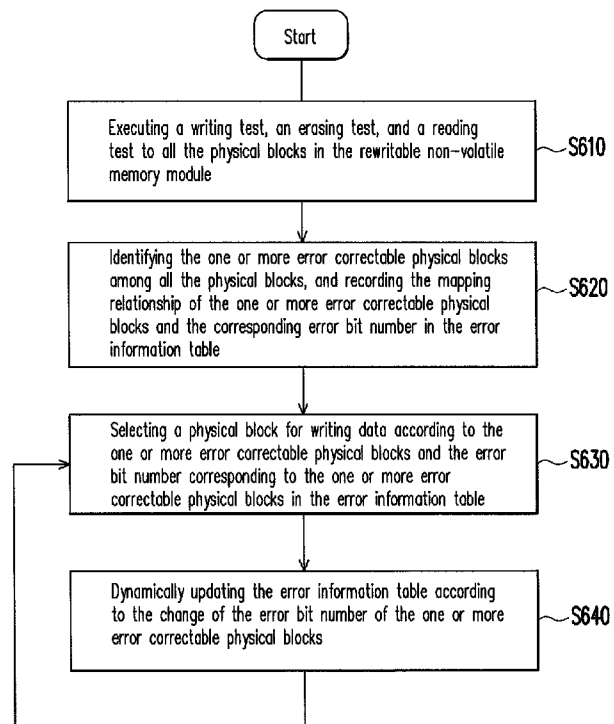 Start
Executing a writing test, an erasing test, and a reading
test to all the physical blocks in the rewritable non-volatile
memory module
S610
Identifying the one or more error correctable physical blocks
among all the physical blocks, and recording the mapping
relationship of the one or more error correctable physical
blocks and the corresponding error bit number in the error
information table
S620
Selecting a physical block for writing data according to the
one or more error correctable physical blocks and the error
bit number corresponding to the one or more error
correctable physical blocks in the error information table
S630
Dynamically updating the error information table according
to the change of the error bit number of the one or more
error correctable physical blocks
S640